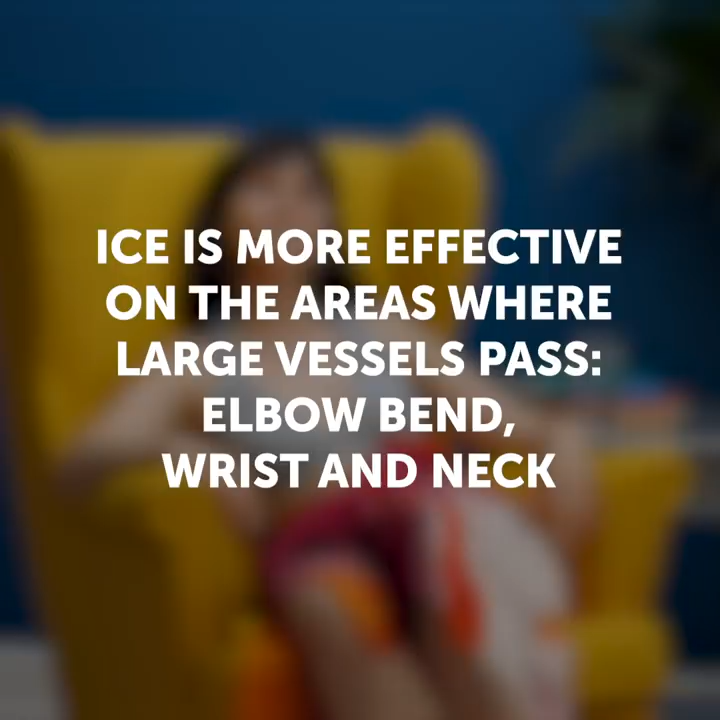 ICE IS MORE EFFECTIVE
ON THE AREAS WHERE
LARGE VESSELS PASS:
ELBOW BEND,
WRIST AND NECK